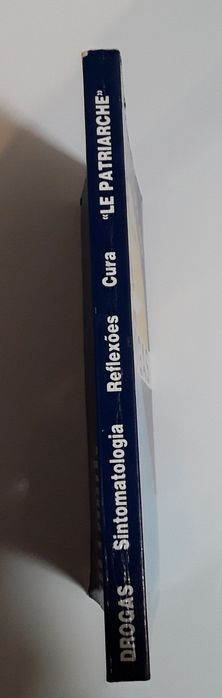 DROGAS Sintomatologia Reflexões Cura "LE PATRIARCHE"